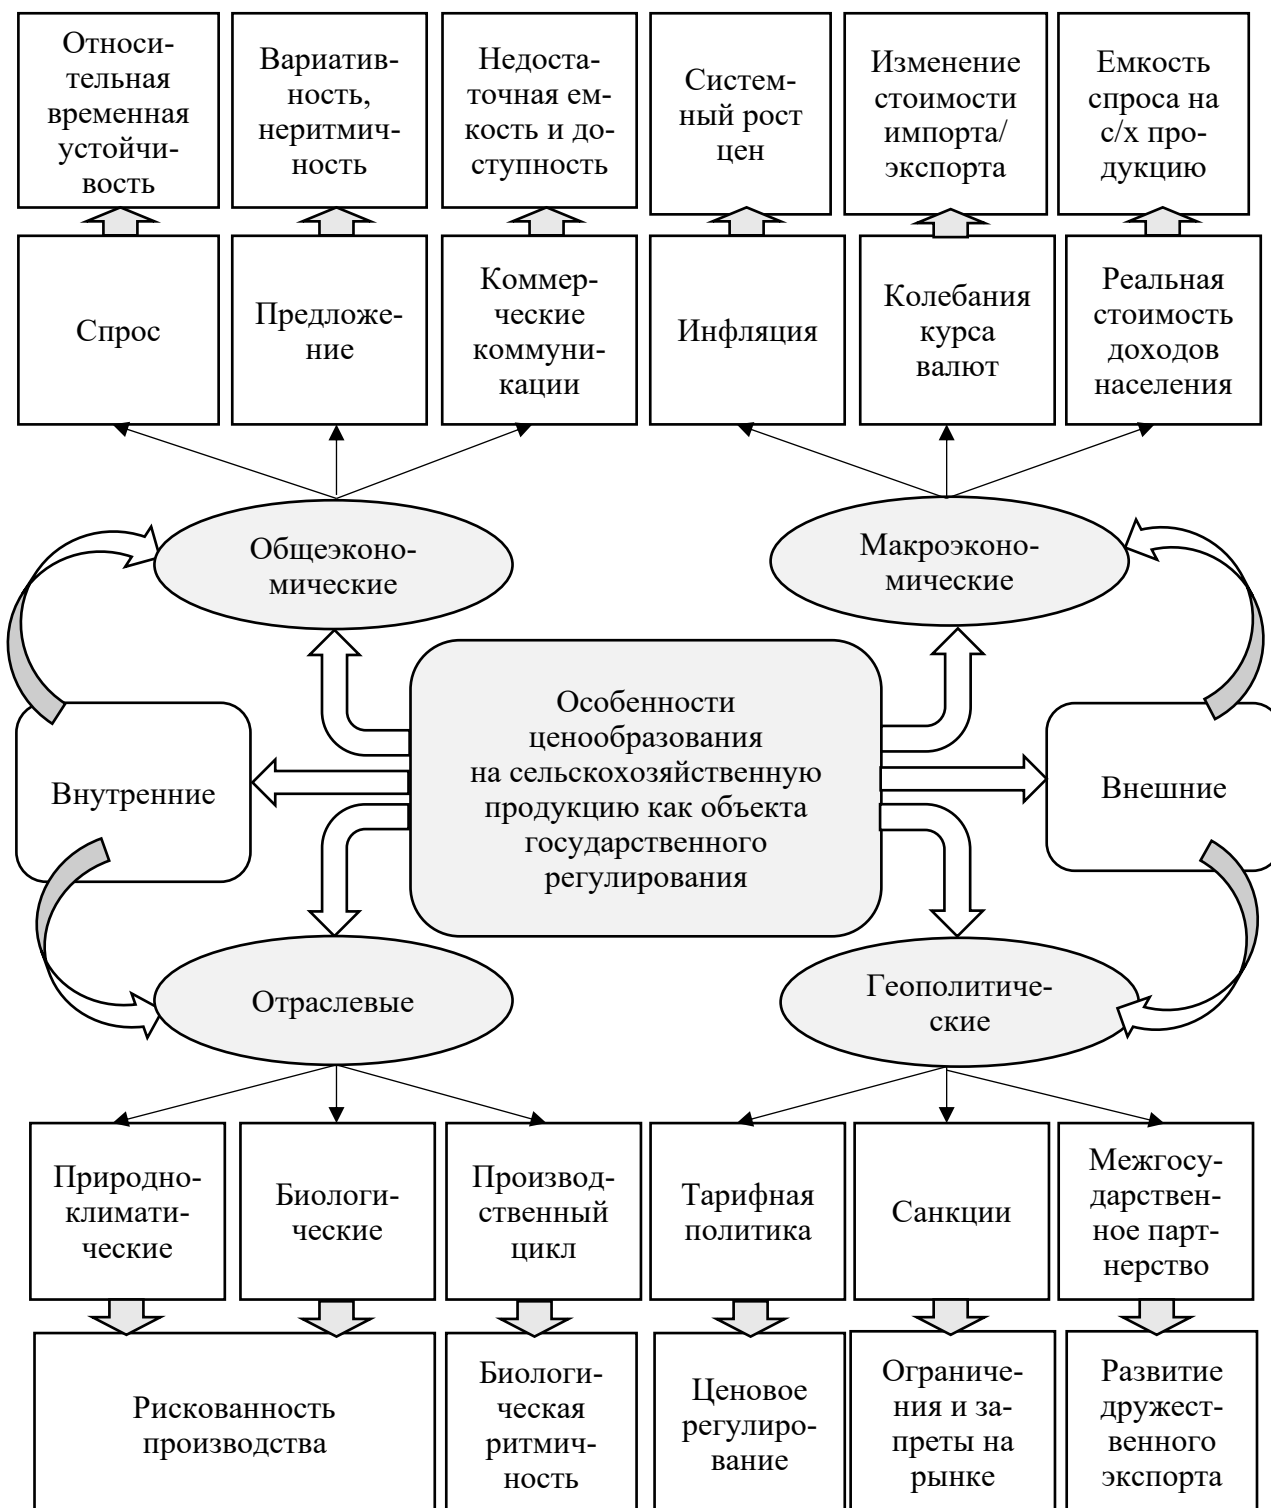 Относи-
тельная
временная
устойчи-
вость
Вариатив-
ность,
неритмич-
ность
Недоста-
точная ем-
кость и до-
ступность
Систем-
ный рост
цен
Изменение
стоимости
импорта/
экспорта
Емкость
спроса на
с/х про-
дукцию
Спрос
Предложе-
ние
Коммер-
ческие
коммуни-
кации
Инфляция
Колебания
курса
валют
Реальная
стоимость
доходов
населения
Общеэконо-
мические
Макроэконо-
мические
Внутренние
Особенности
ценообразования
на сельскохозяйственную
продукцию как объекта
государственного
регулирования
Внешние
Отраслевые
Геополитиче-
ские
Природно-
климати-
ческие
Биологи-
ческие
Производ-
ственный
цикл
Тарифная
политика
Санкции
Межгосу-
дарствен-
ное парт-
нерство
Рискованность
производства
Биологи-
ческая
ритмич-
ность
Ценовое
регулиро-
вание
Ограниче-
ния и за-
преты на
рынке
Развитие
дружест-
венного
экспорта